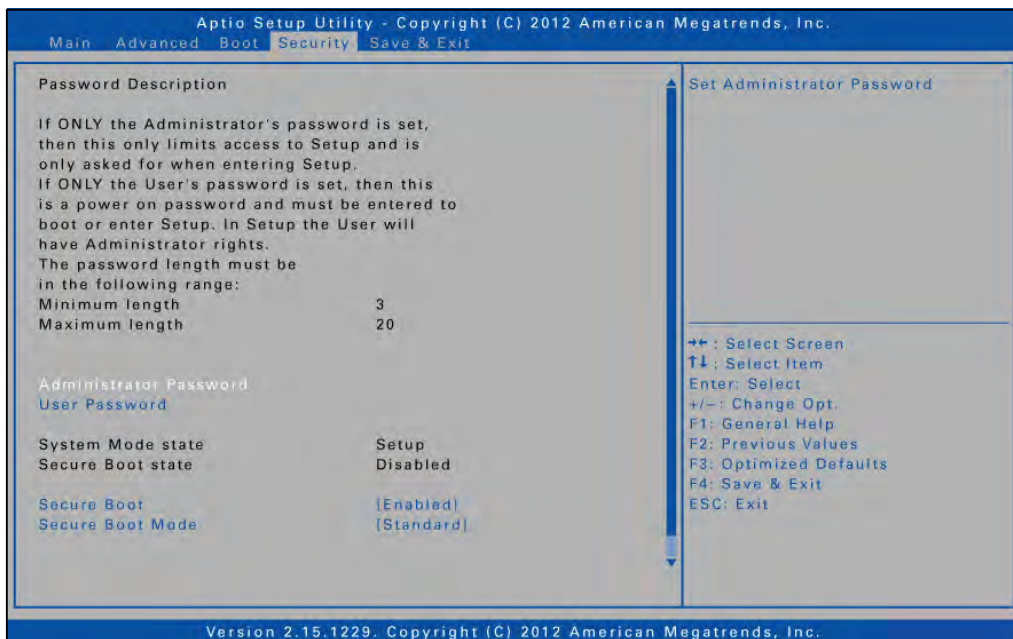 Aptio Setup Utility - Copyright (C) 2012 American Megatrends, Inc.
Main Advanced Boot Security Save & Exit
Password Description
If ONLY the Administrator's password is set,
then this only limits access to Setup and is
only asked for when entering Setup.
If ONLY the User's password is set, then this
is a power on password and must be entered to
boot or enter Setup. In Setup the User will
have Administrator rights.
The password length must be
in the following range:
Minimum length 3
Maximum length 20
Administrator Password
User Password
System Mode state Setup
Secure Boot state Disabled
Secure Boot [Enabled]
Secure Boot Mode [Standard]
Set Administrator Password
→←: Select Screen
↑↓: Select Item
Enter: Select
+/−: Change Opt.
F1: General Help
F2: Previous Values
F3: Optimized Defaults
F4: Save & Exit
ESC: Exit
Version 2.15.1229. Copyright (C) 2012 American Megatrends, Inc.